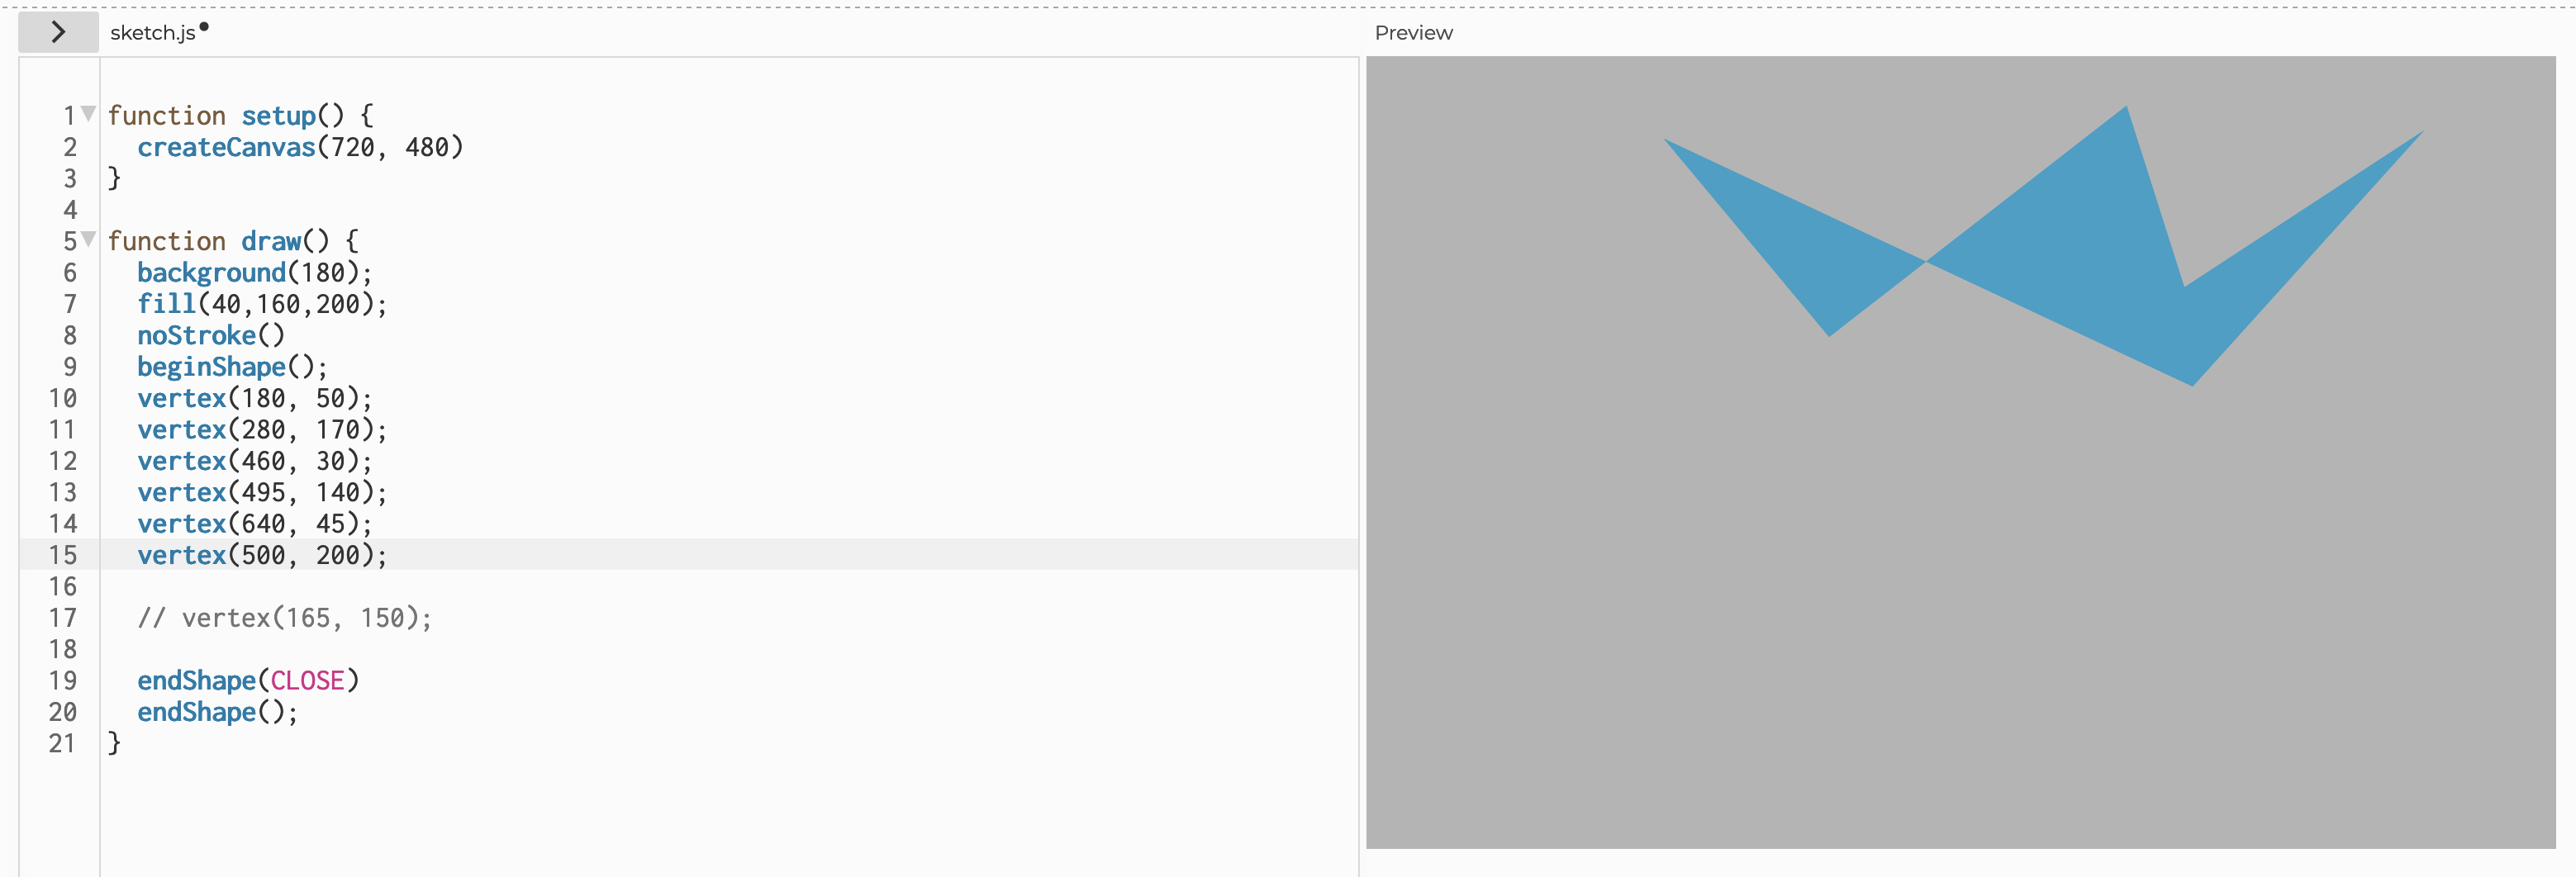 sketch.js
Preview
1 function setup() {
2 createCanvas(720, 480)
3 }
4
5 function draw() {
6 background(180);
7 fill(40,160,200);
8 noStroke()
9 beginShape();
10 vertex(180, 50);
11 vertex(280, 170);
12 vertex(460, 30);
13 vertex(495, 140);
14 vertex(640, 45);
15 vertex(500, 200);
16
17 // vertex(165, 150);
18
19 endShape(CLOSE)
20 endShape();
21 }